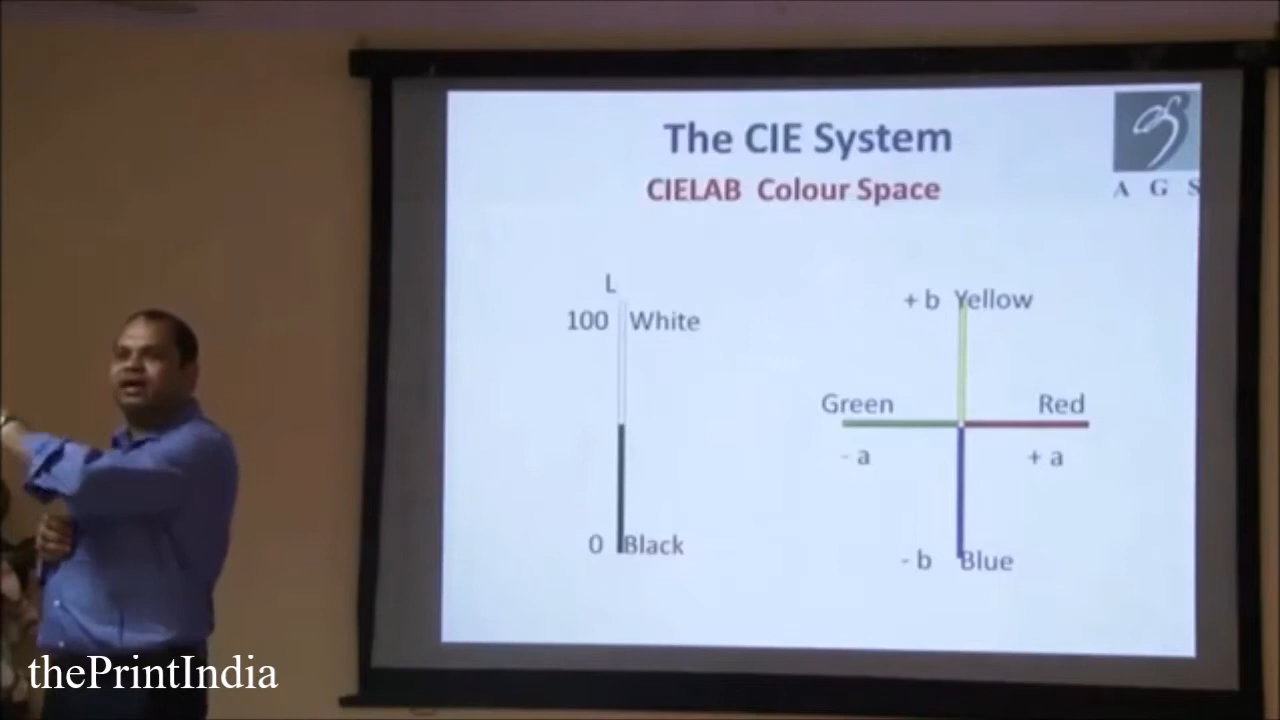 The CIE System
CIELAB Colour Space
A G S
L
100 White
0 Black
+ b Yellow
Green Red
- a + a
- b Blue
thePrintIndia